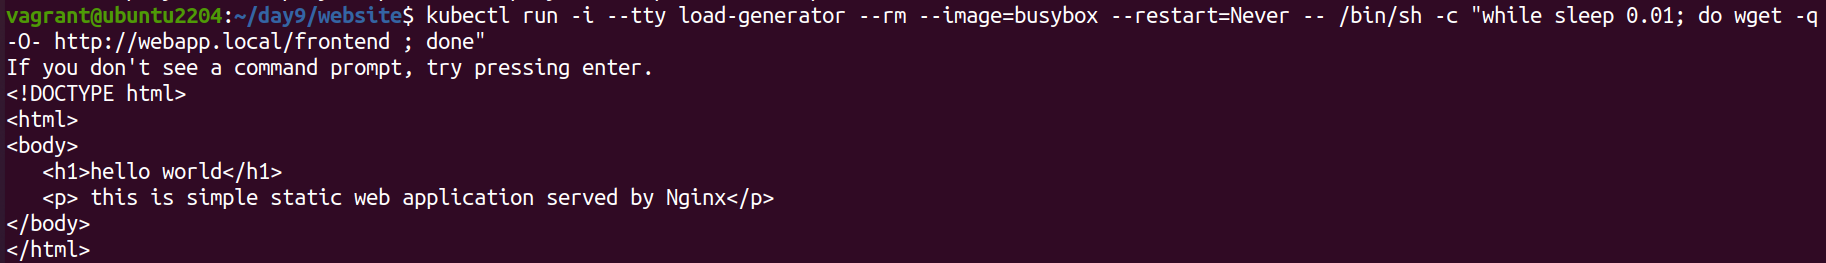 vagrant@ubuntu2204:~/day9/website$ kubectl run -i --tty load-generator --rm --image=busybox --restart=Never -- /bin/sh -c "while sleep 0.01; do wget -q
-O- http://webapp.local/frontend ; done"
If you don't see a command prompt, try pressing enter.
<!DOCTYPE html>
<html>
<body>
   <h1>hello world</h1>
   <p> this is simple static web application served by Nginx</p>
</body>
</html>